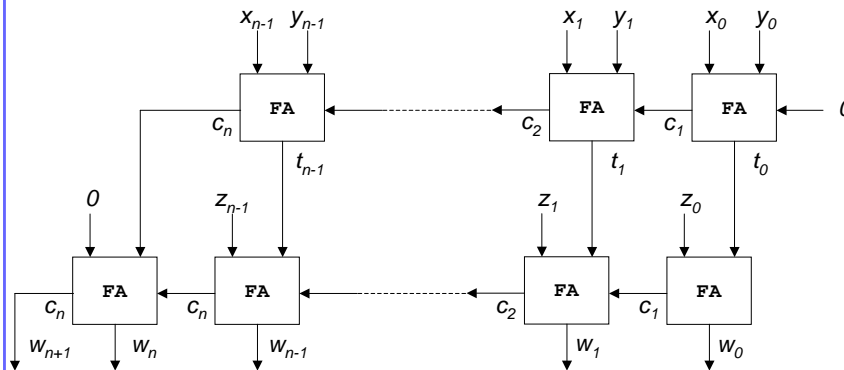 xₙ₋₁ yₙ₋₁ x₁ y₁ x₀ y₀
FA FA FA 0
cₙ c₂ c₁
tₙ₋₁ t₁ t₀
0 zₙ₋₁ z₁ z₀
FA FA FA FA
cₙ cₙ c₂ c₁
wₙ₊₁ wₙ wₙ₋₁ w₁ w₀